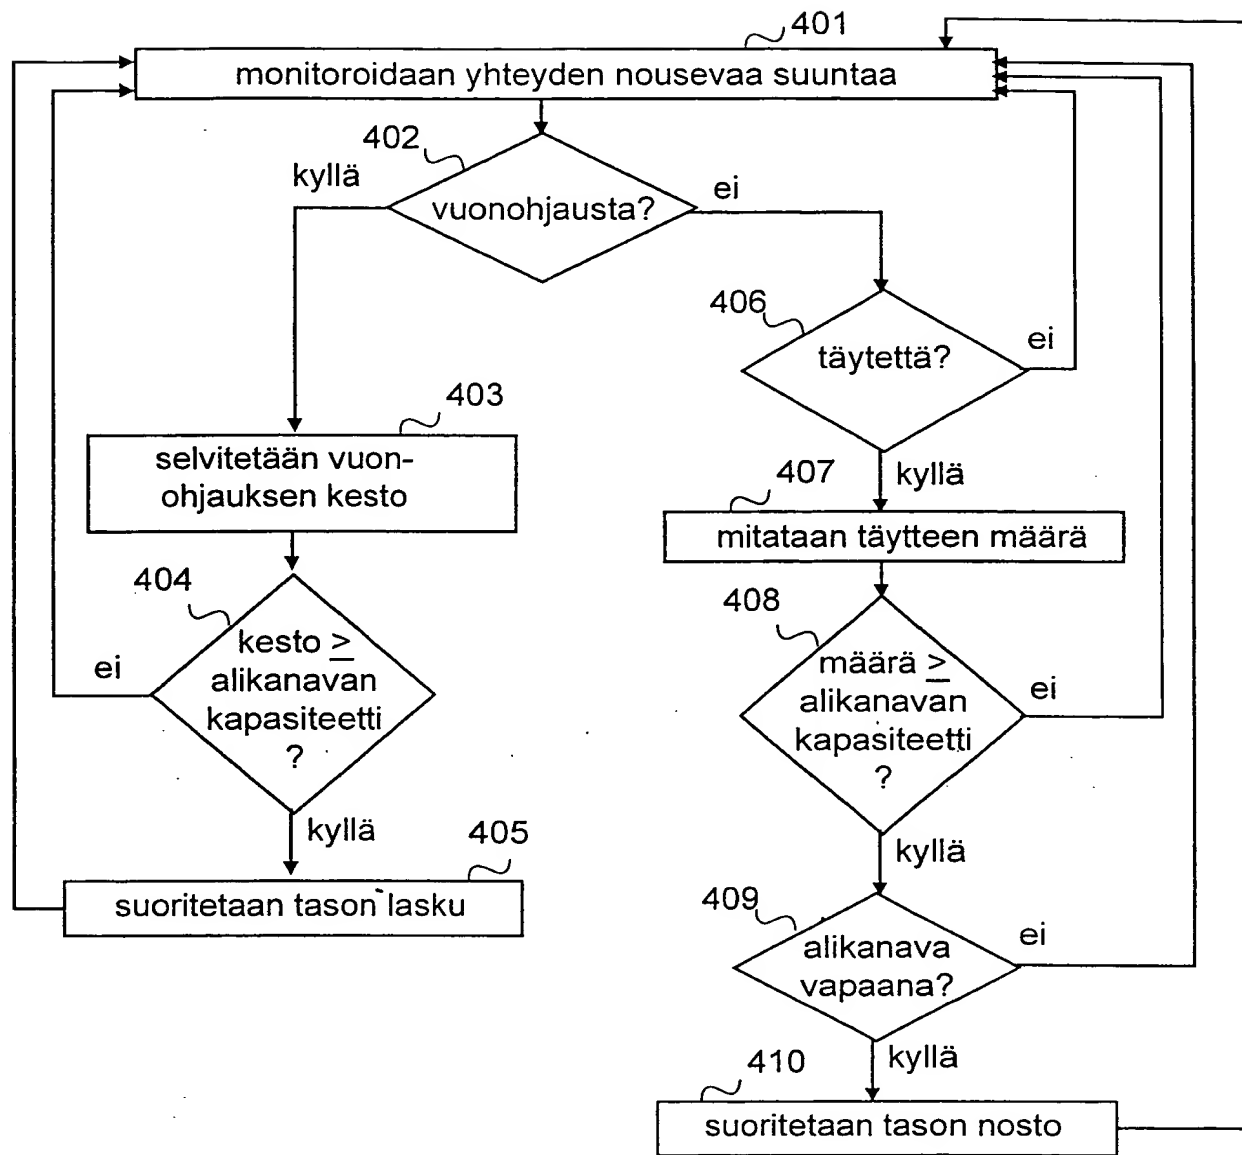 401
monitoroidaan yhteyden nousevaa suuntaa
402
kyllä
ei
vuonohjausta?
406
ei
täytettä?
403
selvitetään vuon-
ohjauksen kesto
kyllä
407
mitataan täytteen määrä
404
408
kesto ≥
alikanavan
kapasiteetti
?
ei
määrä ≥
alikanavan
kapasiteetti
?
ei
kyllä
405
suoritetaan tason lasku
kyllä
409
ei
alikanava
vapaana?
kyllä
410
suoritetaan tason nosto